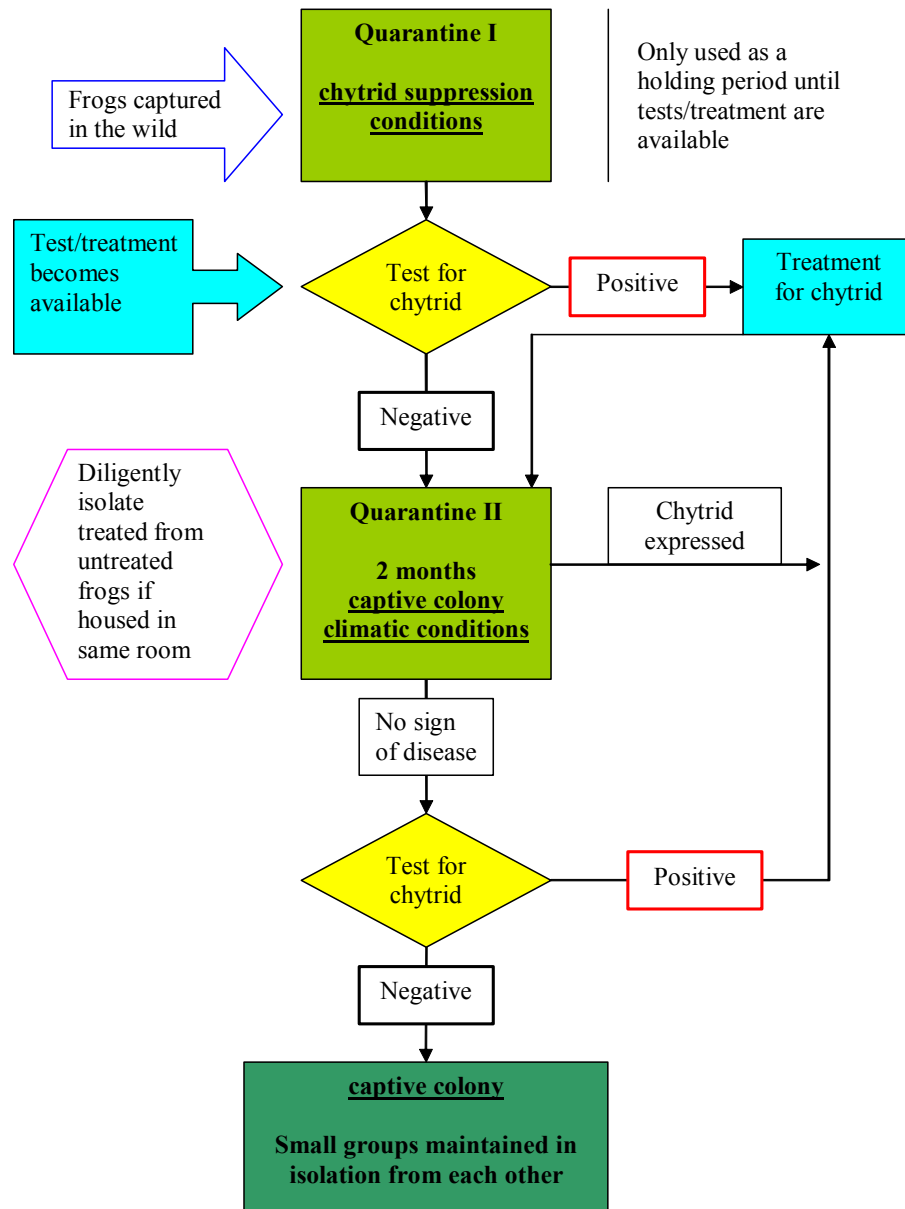 Quarantine I
chytrid suppression
conditions
Frogs captured
in the wild
Only used as a
holding period until
tests/treatment are
available
Test/treatment
becomes
available
Test for
chytrid
Positive
Treatment
for chytrid
Negative
Diligently
isolate
treated from
untreated
frogs if
housed in
same room
Quarantine II
2 months
captive colony
climatic conditions
Chytrid
expressed
No sign
of disease
Test for
chytrid
Positive
Negative
captive colony
Small groups maintained in
isolation from each other